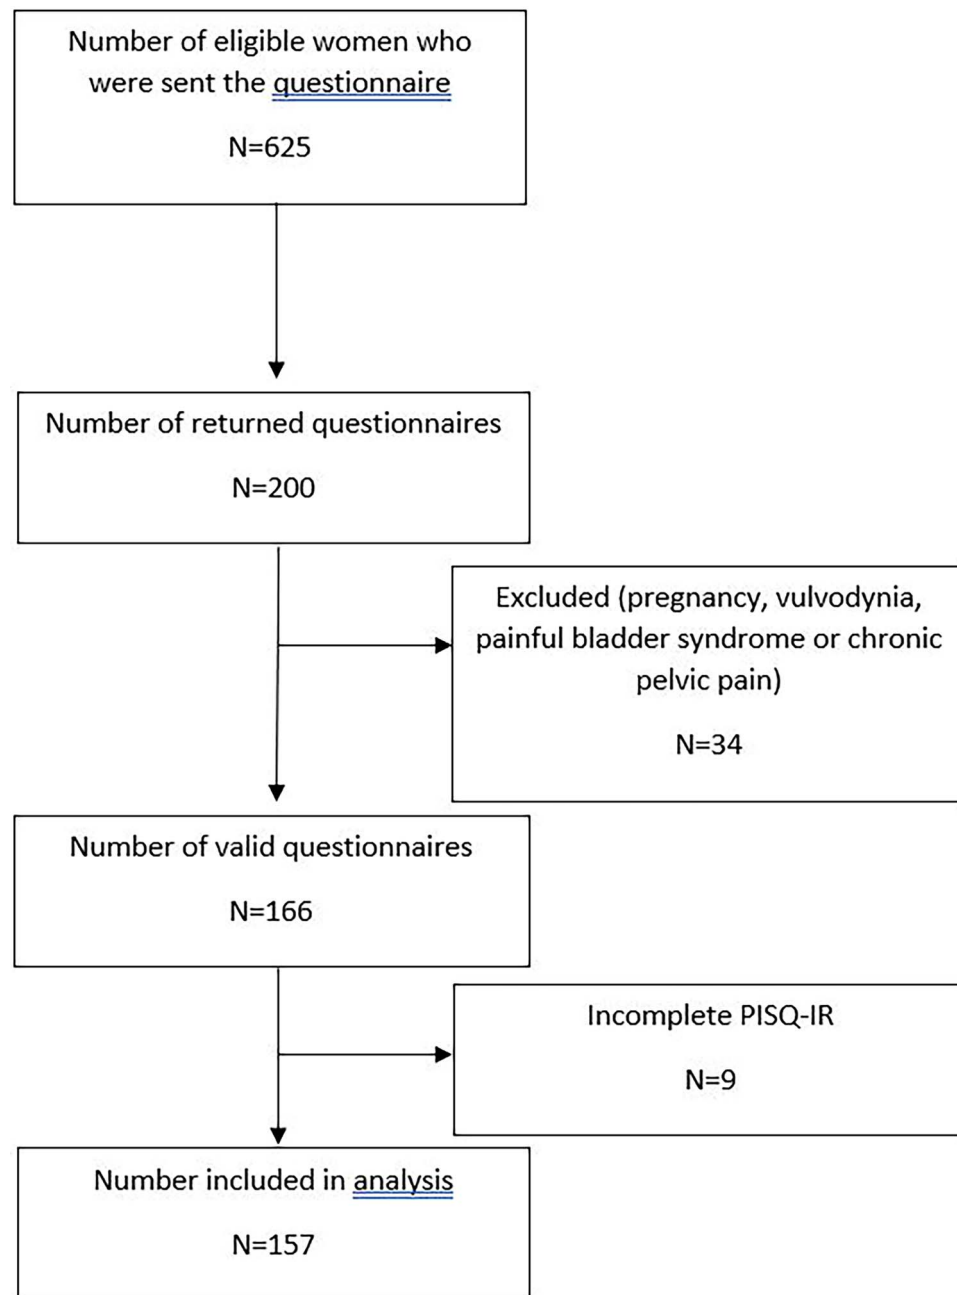 Number of eligible women who
were sent the questionnaire
N=625
Number of returned questionnaires
N=200
Excluded (pregnancy, vulvodynia,
painful bladder syndrome or chronic
pelvic pain)
N=34
Number of valid questionnaires
N=166
Incomplete PISQ-IR
N=9
Number included in analysis
N=157